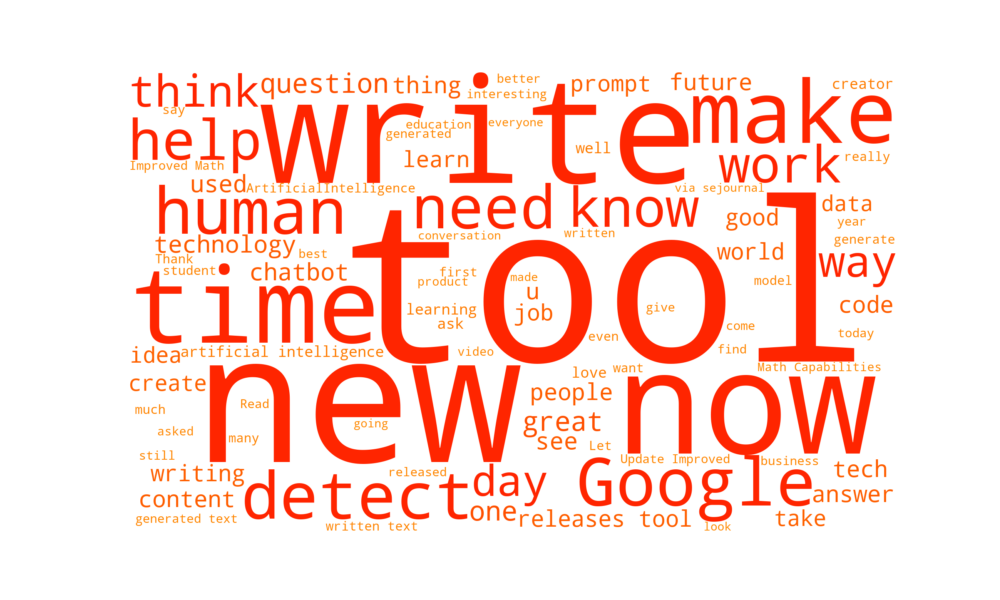 think question thing better prompt future creator
say write interesting make
help education everyone
generated
Improved Math learn well work really
used ArtificialIntelligence via sejournal data
human need know good year
technology conversation written world generate
Thank best tool way
student chatbot first made model
product u give code
time learning job
ask come today
even
idea artificial intelligence video find
new now Math Capabilities
create love want
people
much Read going great
asked many see Let
still Update Improved business
writing released day Google tech
content detect one answer
generated text written text releases tool look take